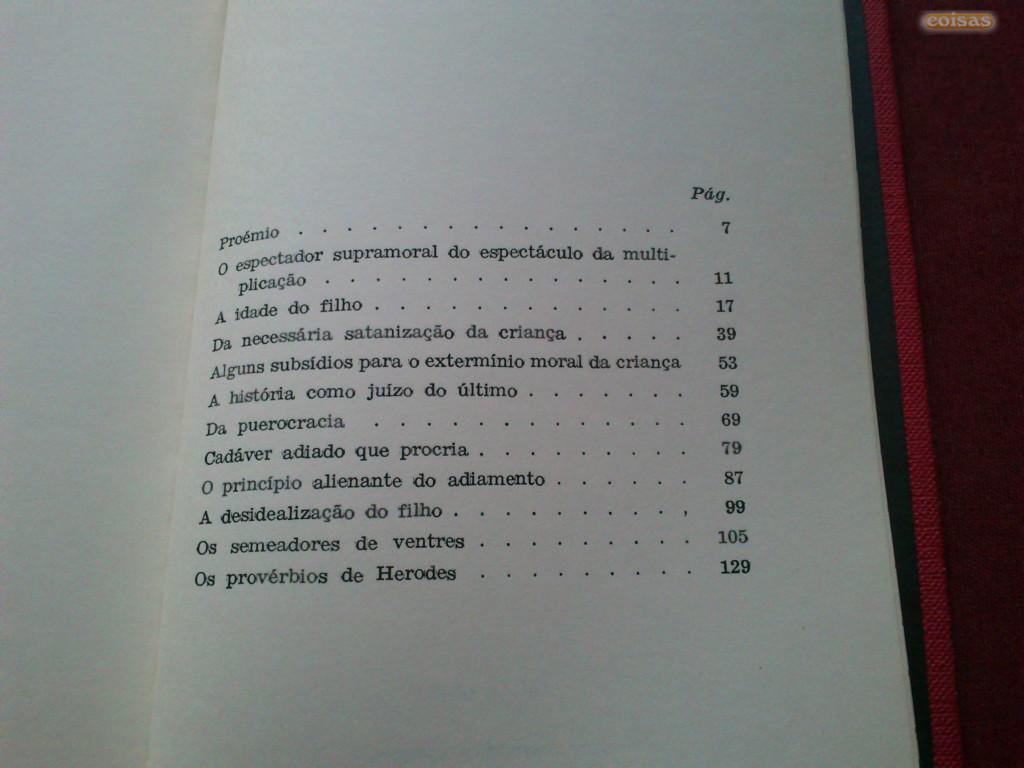 coisas
Pág.
Proémio . . . . . . . . . . . . . . . . 7
O espectador supramoral do espectáculo da multi-
plicação . . . . . . . . . . . . . . . 11
A idade do filho . . . . . . . . . . . . . 17
Da necessária satanização da criança . . . . . 39
Alguns subsídios para o extermínio moral da criança 53
A história como juízo do último . . . . . . . 59
Da puerocracia . . . . . . . . . . . . . 69
Cadáver adiado que procria . . . . . . . . . 79
O princípio alienante do adiamento . . . . . . 87
A desidealização do filho . . . . . . . . . , 99
Os semeadores de ventres . . . . . . . . . 105
Os provérbios de Herodes . . . . . . . . . 129